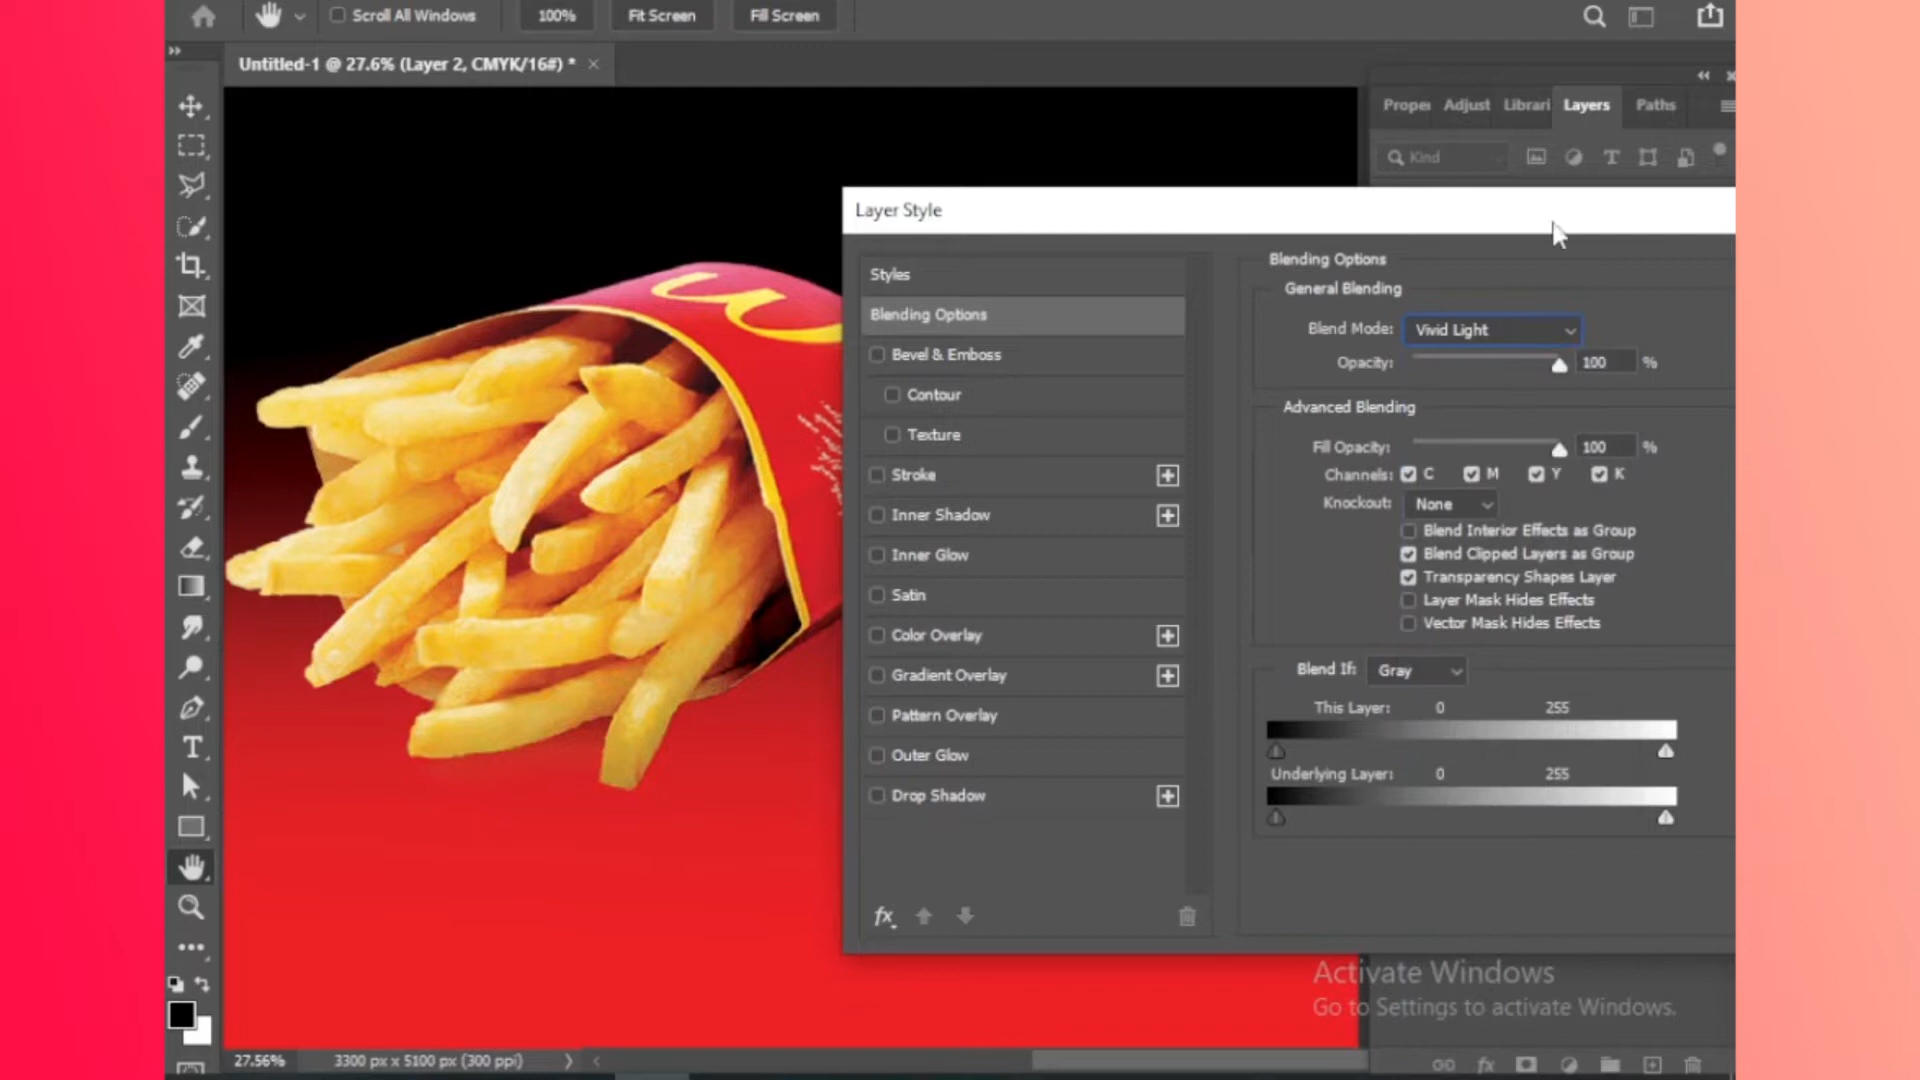 Scroll All Windows 100% Fit Screen Fill Screen
Untitled-1 @ 27.6% (Layer 2, CMYK/16#) * ×
Proper Adjust Librari Layers Paths
Kind
Layer Style
Styles
Blending Options
Bevel & Emboss
Contour
Texture
Stroke
Inner Shadow
Inner Glow
Satin
Color Overlay
Gradient Overlay
Pattern Overlay
Outer Glow
Drop Shadow
fx
Blending Options
General Blending
Blend Mode: Vivid Light
Opacity: 100 %
Advanced Blending
Fill Opacity: 100 %
Channels: C M Y K
Knockout: None
Blend Interior Effects as Group
Blend Clipped Layers as Group
Transparency Shapes Layer
Layer Mask Hides Effects
Vector Mask Hides Effects
Blend If: Gray
This Layer: 0 255
Underlying Layer: 0 255
Activate Windows
Go to Settings to activate Windows.
27.56% 3300 px x 5100 px (300 ppi)
fx